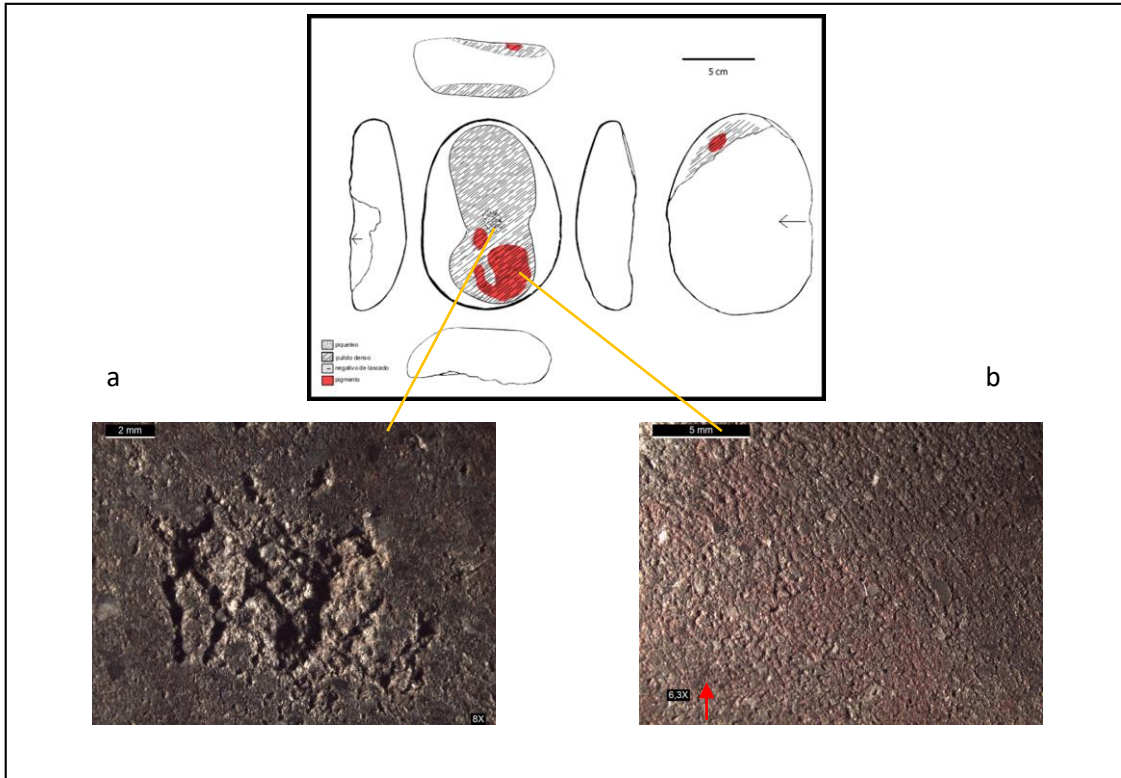 5 cm
piqueteo
pulido denso
negativo de lascado
pigmento
a
b
2 mm
5 mm
8X
6,3X